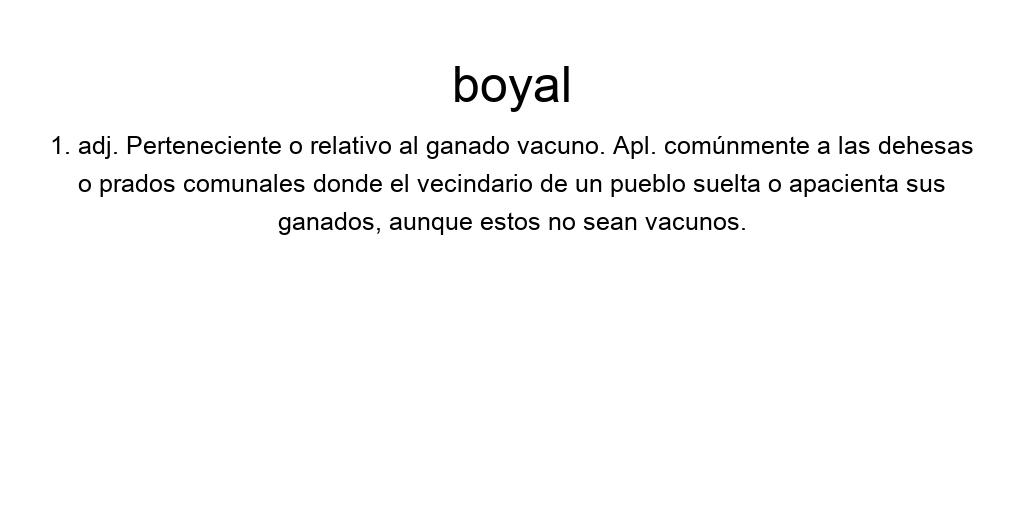 boyal
1. adj. Perteneciente o relativo al ganado vacuno. Apl. comúnmente a las dehesas
o prados comunales donde el vecindario de un pueblo suelta o apacienta sus
ganados, aunque estos no sean vacunos.